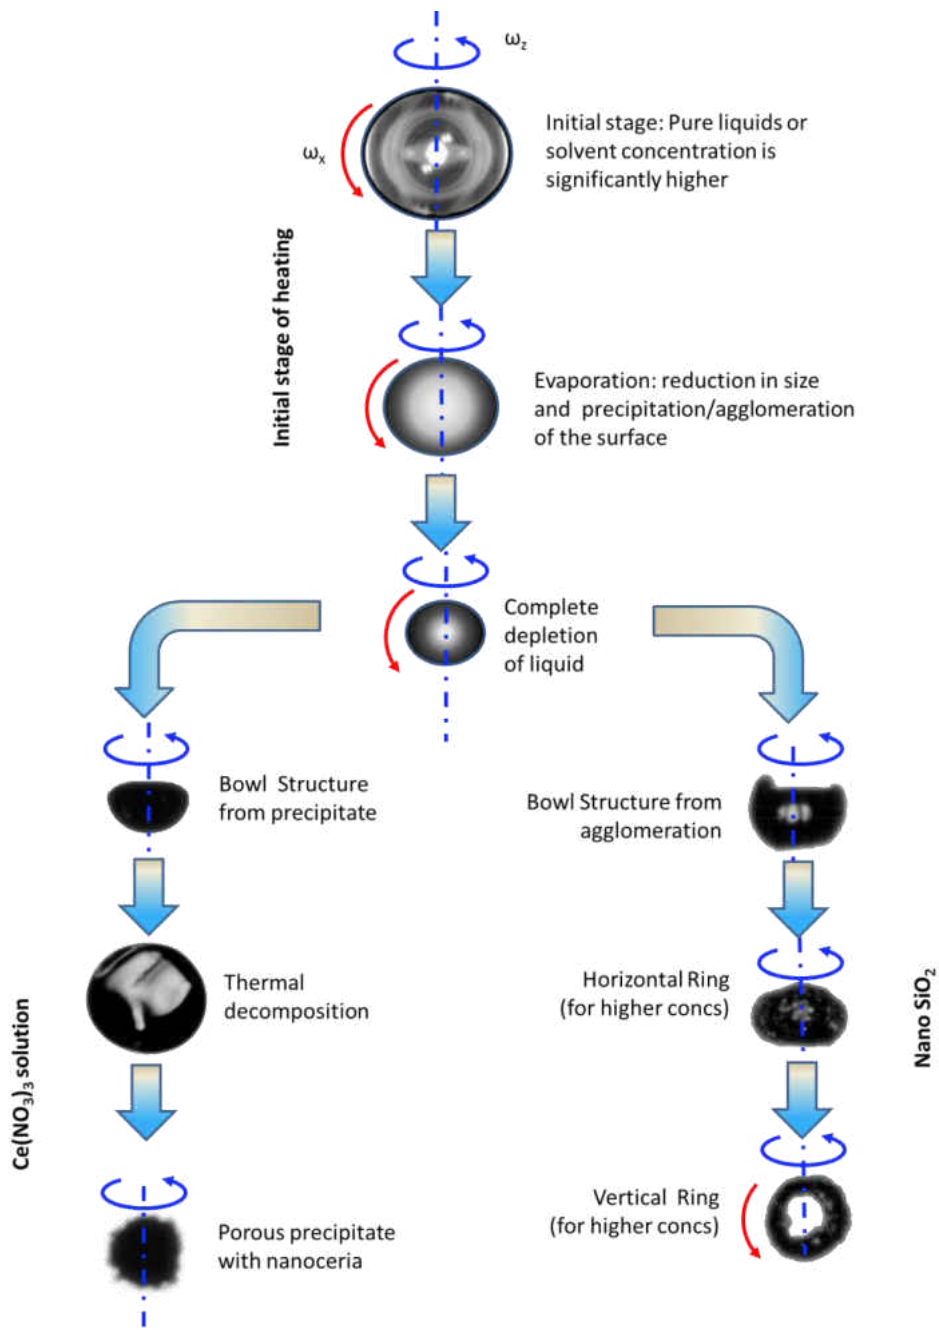 ωz
Initial stage: Pure liquids or
solvent concentration is
significantly higher
ωx
Initial stage of heating
Evaporation: reduction in size
and precipitation/agglomeration
of the surface
Complete
depletion
of liquid
Bowl Structure
from precipitate
Bowl Structure from
agglomeration
Thermal
decomposition
Horizontal Ring
(for higher concs)
Ce(NO3)3 solution
Nano SiO2
Porous precipitate
with nanoceria
Vertical Ring
(for higher concs)